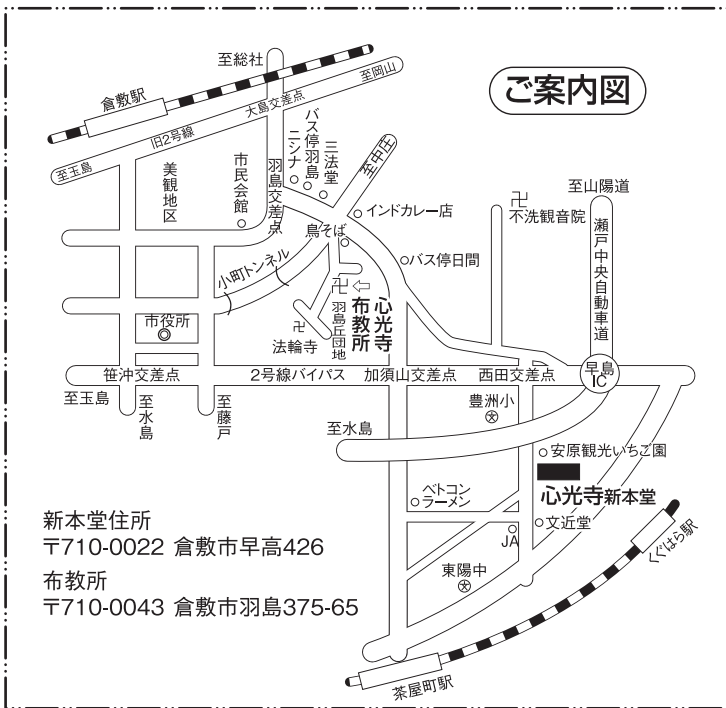 ご案内図
至総社
至岡山
倉敷駅
大島交差点
旧2号線
至玉島
美観地区
市民会館
羽島交差点
ニシナ
バス停羽島
三法堂
至中庄
インドカレー店
鳥そば
バス停日間
卍
不洗観音院
至山陽道
瀬戸中央自動車道
小町トンネル
卍
心光寺
布教所
羽島丘団地
卍
法輪寺
市役所
笹沖交差点
2号線バイパス
加須山交差点
西田交差点
早島
IC
至玉島
至水島
至藤戸
至水島
豊洲小
安原観光いちご園
心光寺新本堂
ベトコン
ラーメン
文近堂
JA
東陽中
くぐはら駅
茶屋町駅
新本堂住所
〒710-0022 倉敷市早高426
布教所
〒710-0043 倉敷市羽島375-65